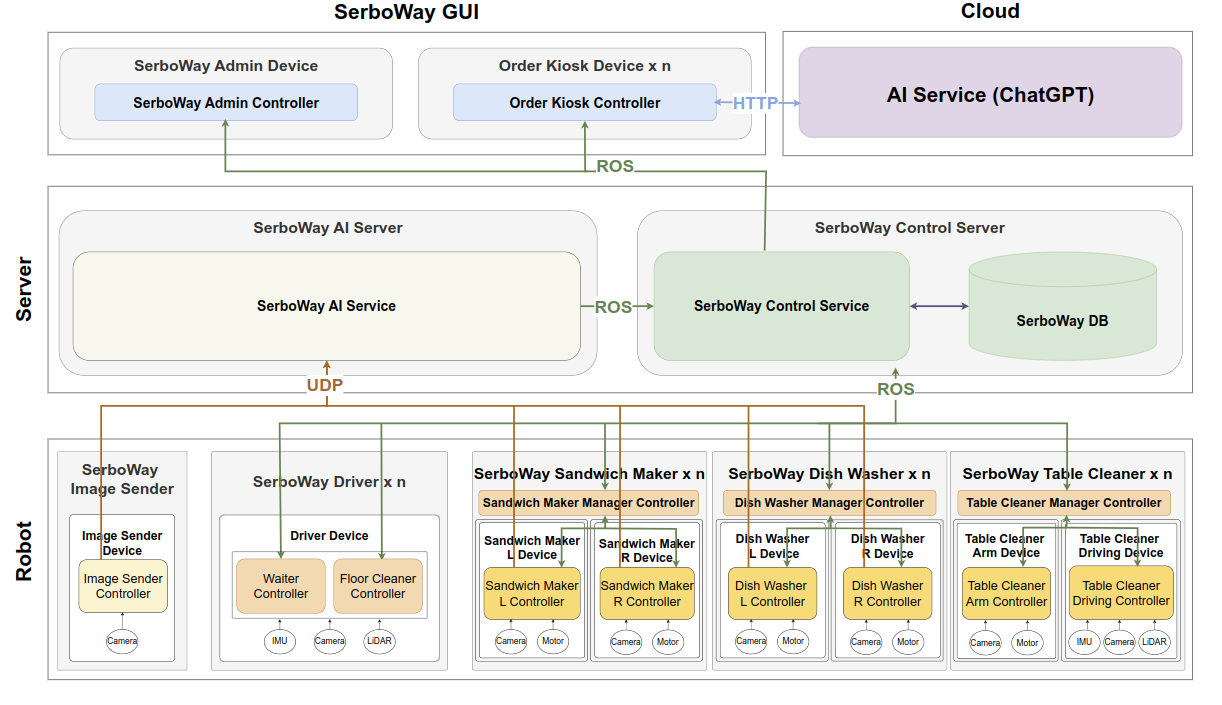 SerboWay GUI
Cloud
SerboWay Admin Device
SerboWay Admin Controller
Order Kiosk Device x n
Order Kiosk Controller
HTTP
AI Service (ChatGPT)
ROS
Server
SerboWay AI Server
SerboWay AI Service
ROS
SerboWay Control Server
SerboWay Control Service
SerboWay DB
UDP
ROS
Robot
SerboWay
Image Sender
Image Sender
Device
Image Sender
Controller
Camera
SerboWay Driver x n
Driver Device
Waiter
Controller
Floor Cleaner
Controller
IMU
Camera
LiDAR
SerboWay Sandwich Maker x n
Sandwich Maker Manager Controller
Sandwich Maker
L Device
Sandwich Maker
L Controller
Camera
Motor
Sandwich Maker
R Device
Sandwich Maker
R Controller
Camera
Motor
SerboWay Dish Washer x n
Dish Washer Manager Controller
Dish Washer
L Device
Dish Washer
L Controller
Camera
Motor
Dish Washer
R Device
Dish Washer
R Controller
Camera
Motor
SerboWay Table Cleaner x n
Table Cleaner Manager Controller
Table Cleaner
Arm Device
Table Cleaner
Arm Controller
Camera
Motor
Table Cleaner
Driving Device
Table Cleaner
Driving Controller
IMU
Camera
LiDAR